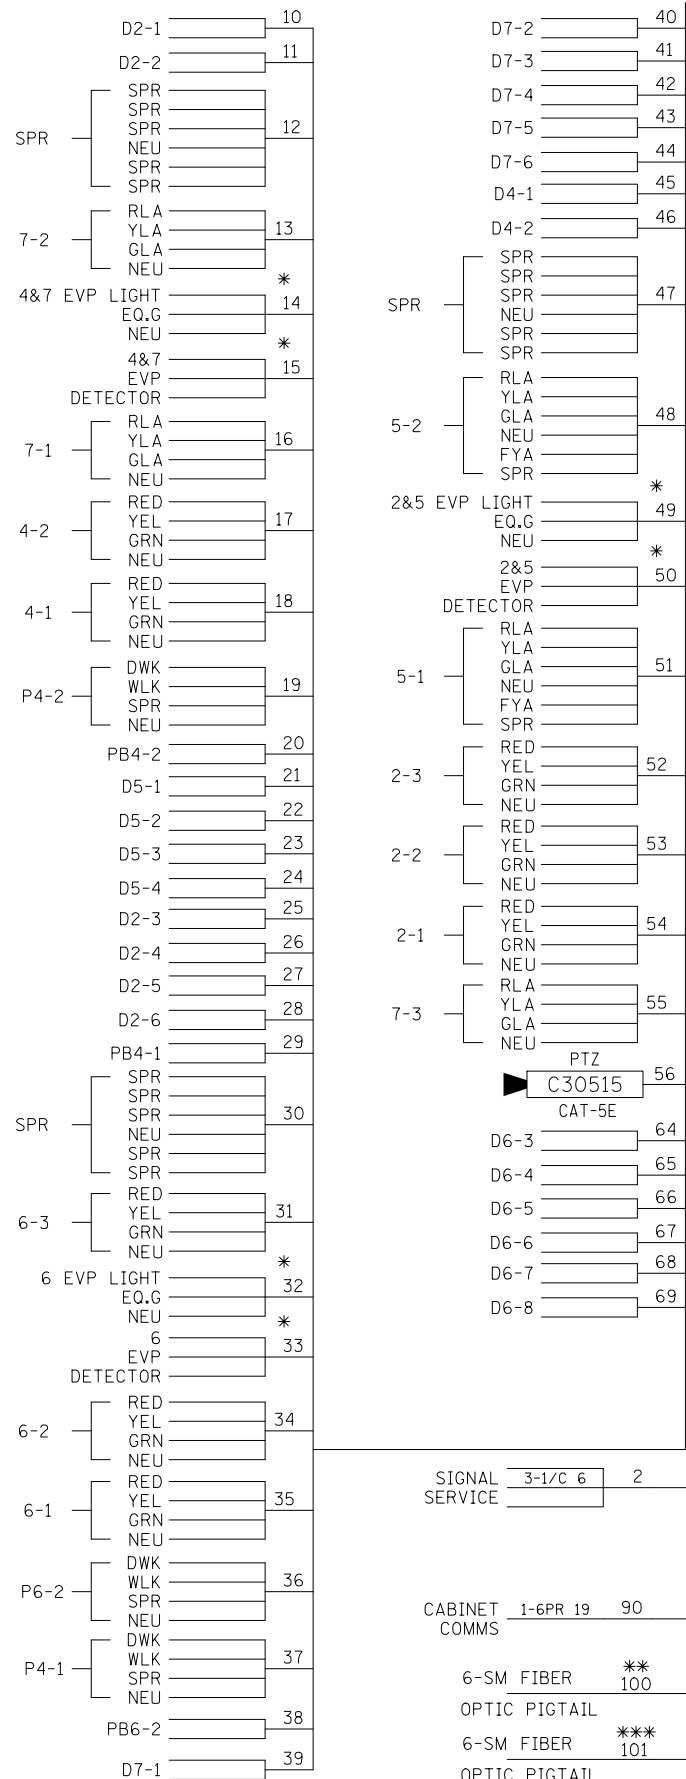 D2-1 10
D2-2 11
SPR
SPR
SPR
SPR 12
NEU
SPR
SPR
RLA
7-2 YLA 13
GLA
NEU
*
4&7 EVP LIGHT
EQ.G 14
NEU
*
4&7
EVP 15
DETECTOR
RLA
7-1 YLA 16
GLA
NEU
RED
4-2 YEL 17
GRN
NEU
RED
4-1 YEL 18
GRN
NEU
DWK
P4-2 WLK 19
SPR
NEU
PB4-2 20
D5-1 21
D5-2 22
D5-3 23
D5-4 24
D2-3 25
D2-4 26
D2-5 27
D2-6 28
PB4-1 29
SPR
SPR
SPR
SPR 30
NEU
SPR
SPR
RED
6-3 YEL 31
GRN
NEU
*
6 EVP LIGHT
EQ.G 32
NEU
*
6
EVP 33
DETECTOR
RED
6-2 YEL 34
GRN
NEU
RED
6-1 YEL 35
GRN
NEU
DWK
P6-2 WLK 36
SPR
NEU
DWK
P4-1 WLK 37
SPR
NEU
PB6-2 38
D7-1 39
D7-2 40
D7-3 41
D7-4 42
D7-5 43
D7-6 44
D4-1 45
D4-2 46
SPR
SPR
SPR
SPR 47
NEU
SPR
SPR
RLA
YLA
5-2 GLA 48
NEU
FYA
SPR
*
2&5 EVP LIGHT
EQ.G 49
NEU
*
2&5
EVP 50
DETECTOR
RLA
YLA
5-1 GLA 51
NEU
FYA
SPR
RED
2-3 YEL 52
GRN
NEU
RED
2-2 YEL 53
GRN
NEU
RED
2-1 YEL 54
GRN
NEU
RLA
7-3 YLA 55
GLA
NEU
PTZ
C30515 56
CAT-5E
D6-3 64
D6-4 65
D6-5 66
D6-6 67
D6-7 68
D6-8 69
SIGNAL 3-1/C 6 2
SERVICE
CABINET 1-6PR 19 90
COMMS
**
6-SM FIBER 100
OPTIC PIGTAIL
***
6-SM FIBER 101
OPTIC PIGTAIL